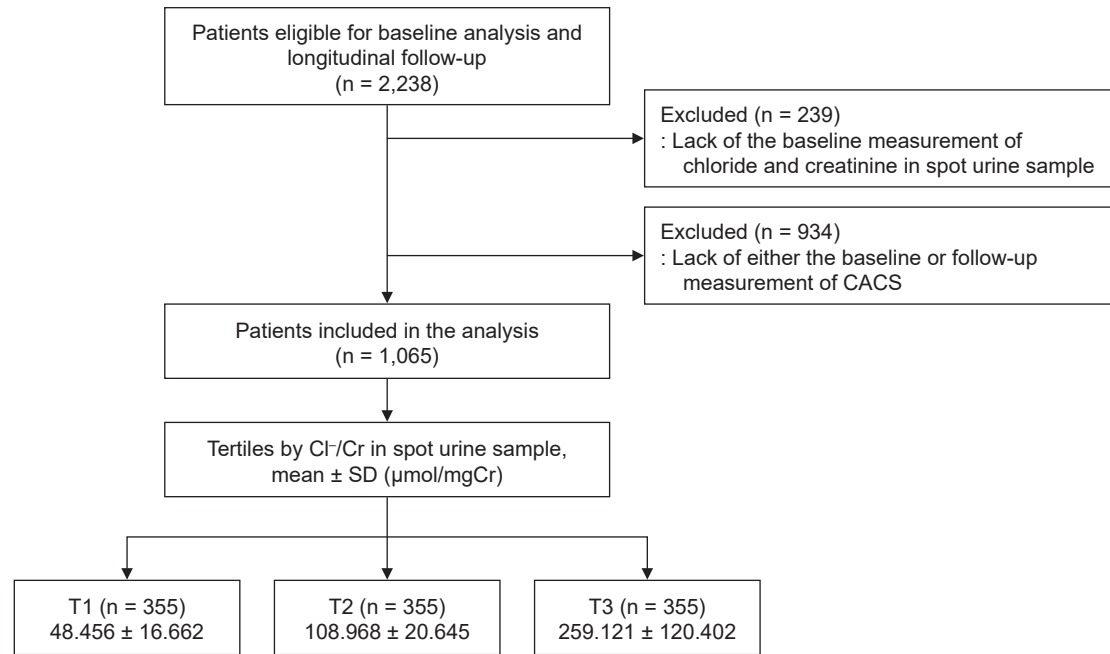 Patients eligible for baseline analysis and
longitudinal follow-up
(n = 2,238)
Excluded (n = 239)
: Lack of the baseline measurement of
chloride and creatinine in spot urine sample
Excluded (n = 934)
: Lack of either the baseline or follow-up
measurement of CACS
Patients included in the analysis
(n = 1,065)
Tertiles by Cl⁻/Cr in spot urine sample,
mean ± SD (μmol/mgCr)
T1 (n = 355)
48.456 ± 16.662
T2 (n = 355)
108.968 ± 20.645
T3 (n = 355)
259.121 ± 120.402